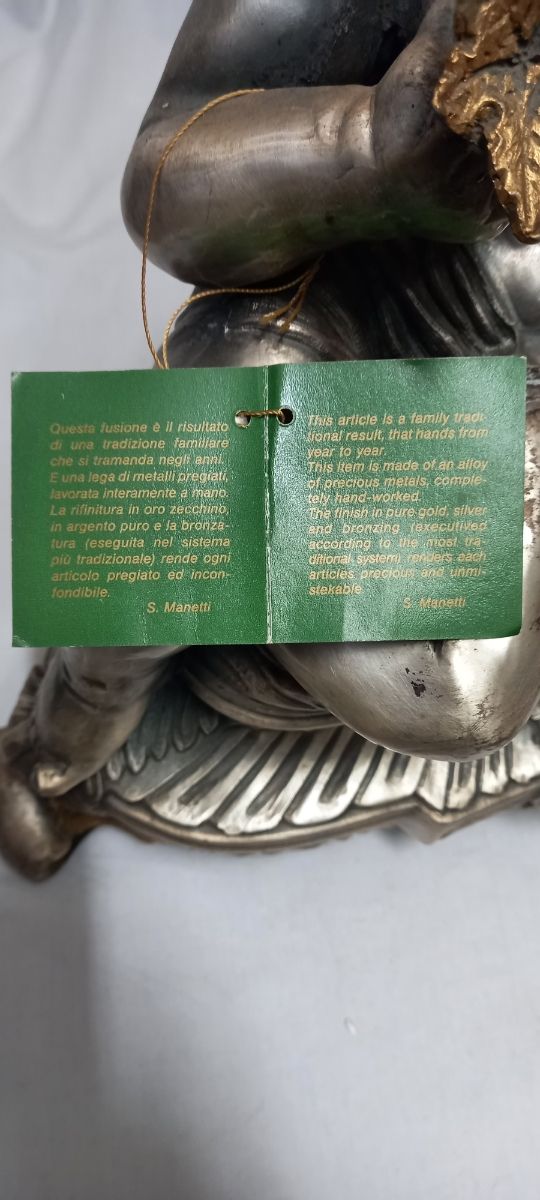 Questa fusione è il risultato
di una tradizione familiare
che si tramanda negli anni.
E una lega di metalli pregiati,
lavorata interamente a mano.
La rifinitura in oro zecchino,
in argento puro e la bronza-
tura (eseguita nel sistema
più tradizionale) rende ogni
articolo pregiato ed incon-
fondibile.
S. Manetti
This article is a family tradi-
tional result, that hands from
year to year.
This item is made of an alloy
of precious metals, comple-
tely hand-worked.
The finish in pure gold, silver
and bronzing (executived
according to the most tra-
ditional system) renders each
articles precious and unmi-
stekable.
S. Manetti